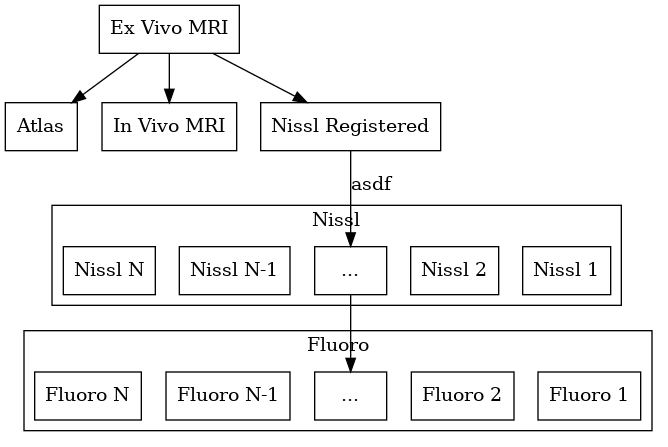 Ex Vivo MRI
Atlas
In Vivo MRI
Nissl Registered
asdf
Nissl
Nissl N
Nissl N-1
...
Nissl 2
Nissl 1
Fluoro
Fluoro N
Fluoro N-1
...
Fluoro 2
Fluoro 1